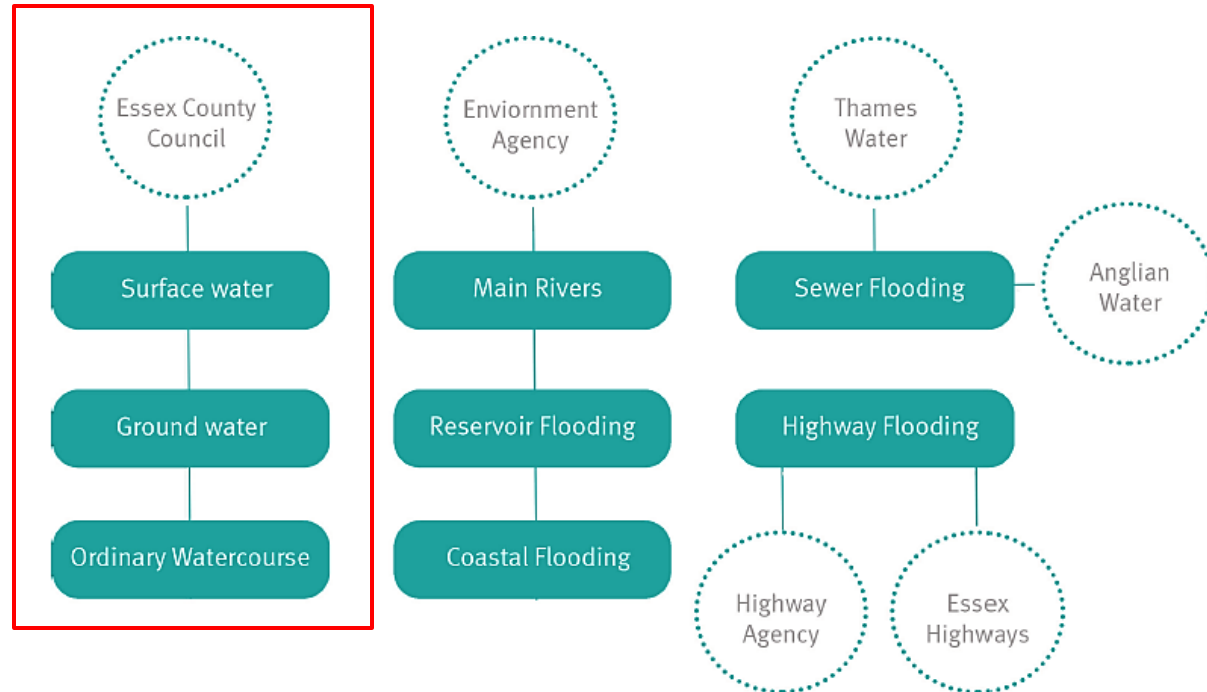 Essex County
Council
Surface water
Ground water
Ordinary Watercourse
Enviornment
Agency
Main Rivers
Reservoir Flooding
Coastal Flooding
Thames
Water
Sewer Flooding
Anglian
Water
Highway Flooding
Highway
Agency
Essex
Highways